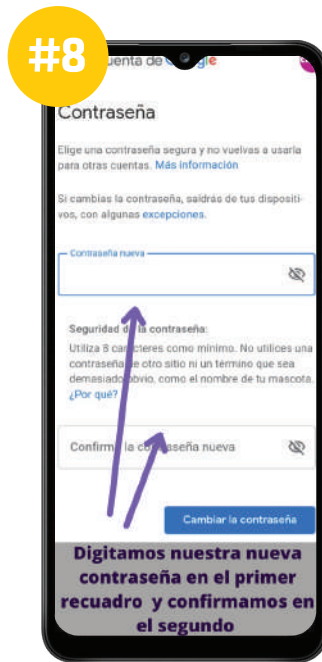 #8
uenta de G gle
Contraseña
Elige una contraseña segura y no vuelvas a usarla
para otras cuentas. Más información
Si cambias la contraseña, saldrás de tus dispositi-
vos, con algunas excepciones.
Contraseña nueva
Seguridad de la contraseña:
Utiliza 8 caracteres como mínimo. No utilices una
contraseña de otro sitio ni un término que sea
demasiado obvio, como el nombre de tu mascota.
¿Por qué?
Confirma la contraseña nueva
Cambiar la contraseña
Digitamos nuestra nueva
contraseña en el primer
recuadro y confirmamos en
el segundo